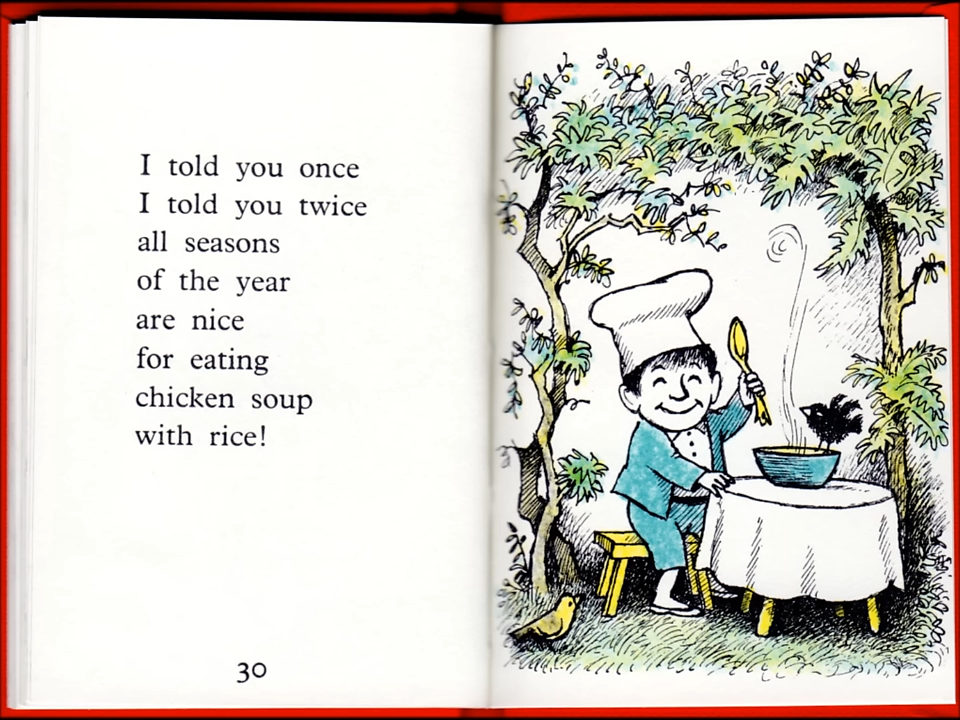 I told you once
I told you twice
all seasons
of the year
are nice
for eating
chicken soup
with rice!
30